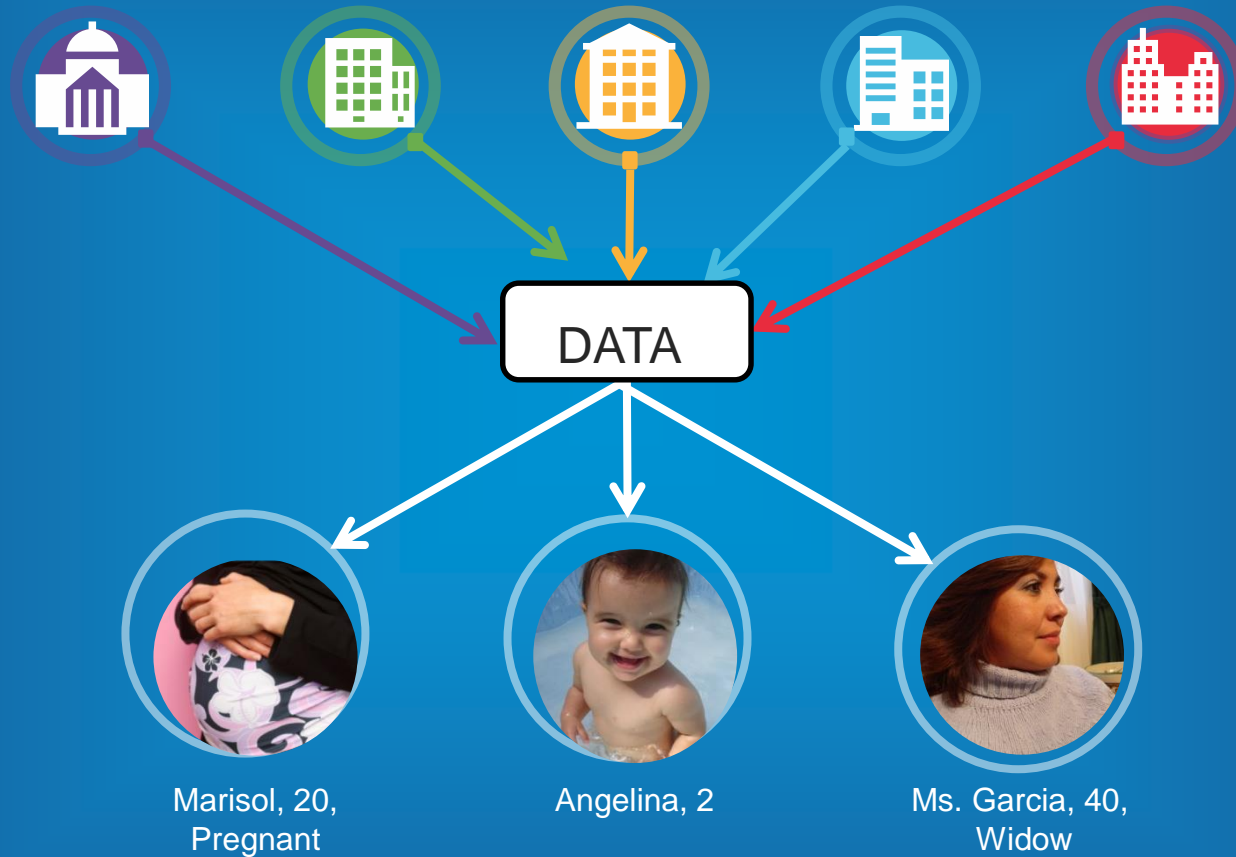 DATA
Marisol, 20,
Pregnant
Angelina, 2
Ms. Garcia, 40,
Widow